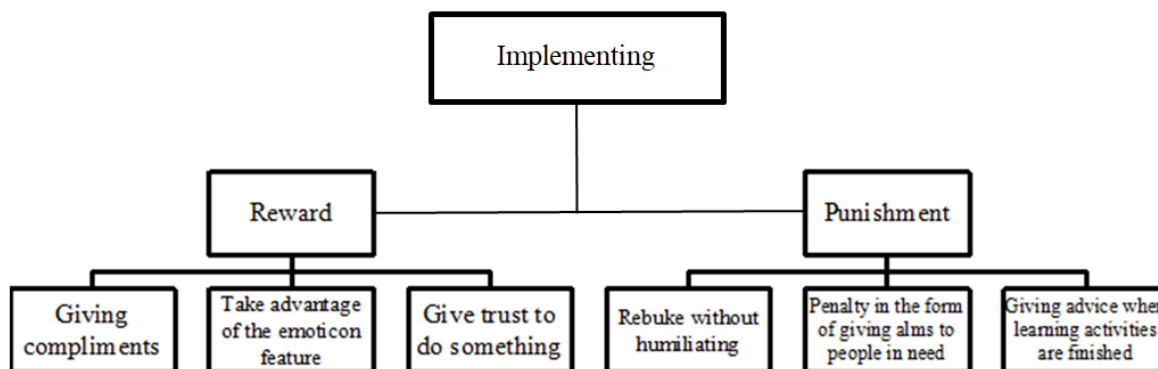 Implementing
Reward
Punishment
Giving
compliments
Take advantage
of the emoticon
feature
Give trust to
do something
Rebuke without
humiliating
Penalty in the form
of giving alms to
people in need
Giving advice when
learning activities
are finished